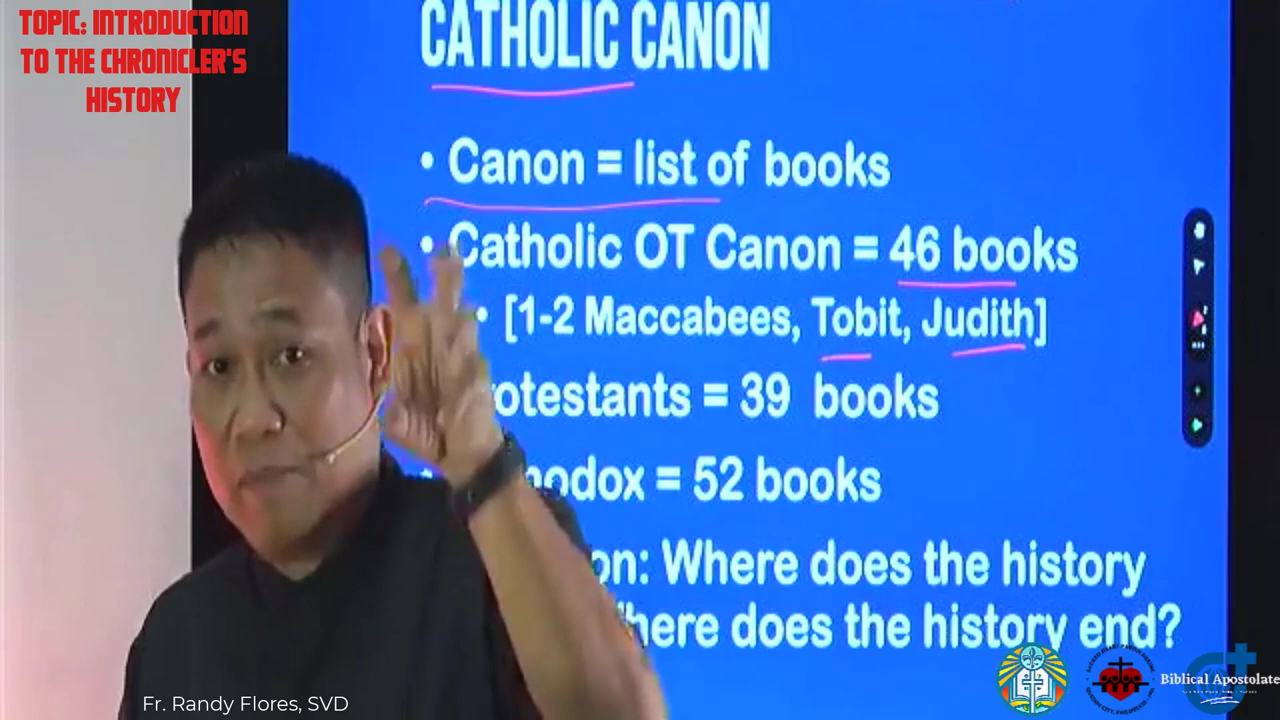 TOPIC: INTRODUCTION
TO THE CHRONICLER'S
HISTORY
CATHOLIC CANON
• Canon = list of books
• Catholic OT Canon = 46 books
• [1-2 Maccabees, Tobit, Judith]
rotestants = 39 books
odox = 52 books
on: Where does the history
here does the history end?
Fr. Randy Flores, SVD
Biblical Apostolate